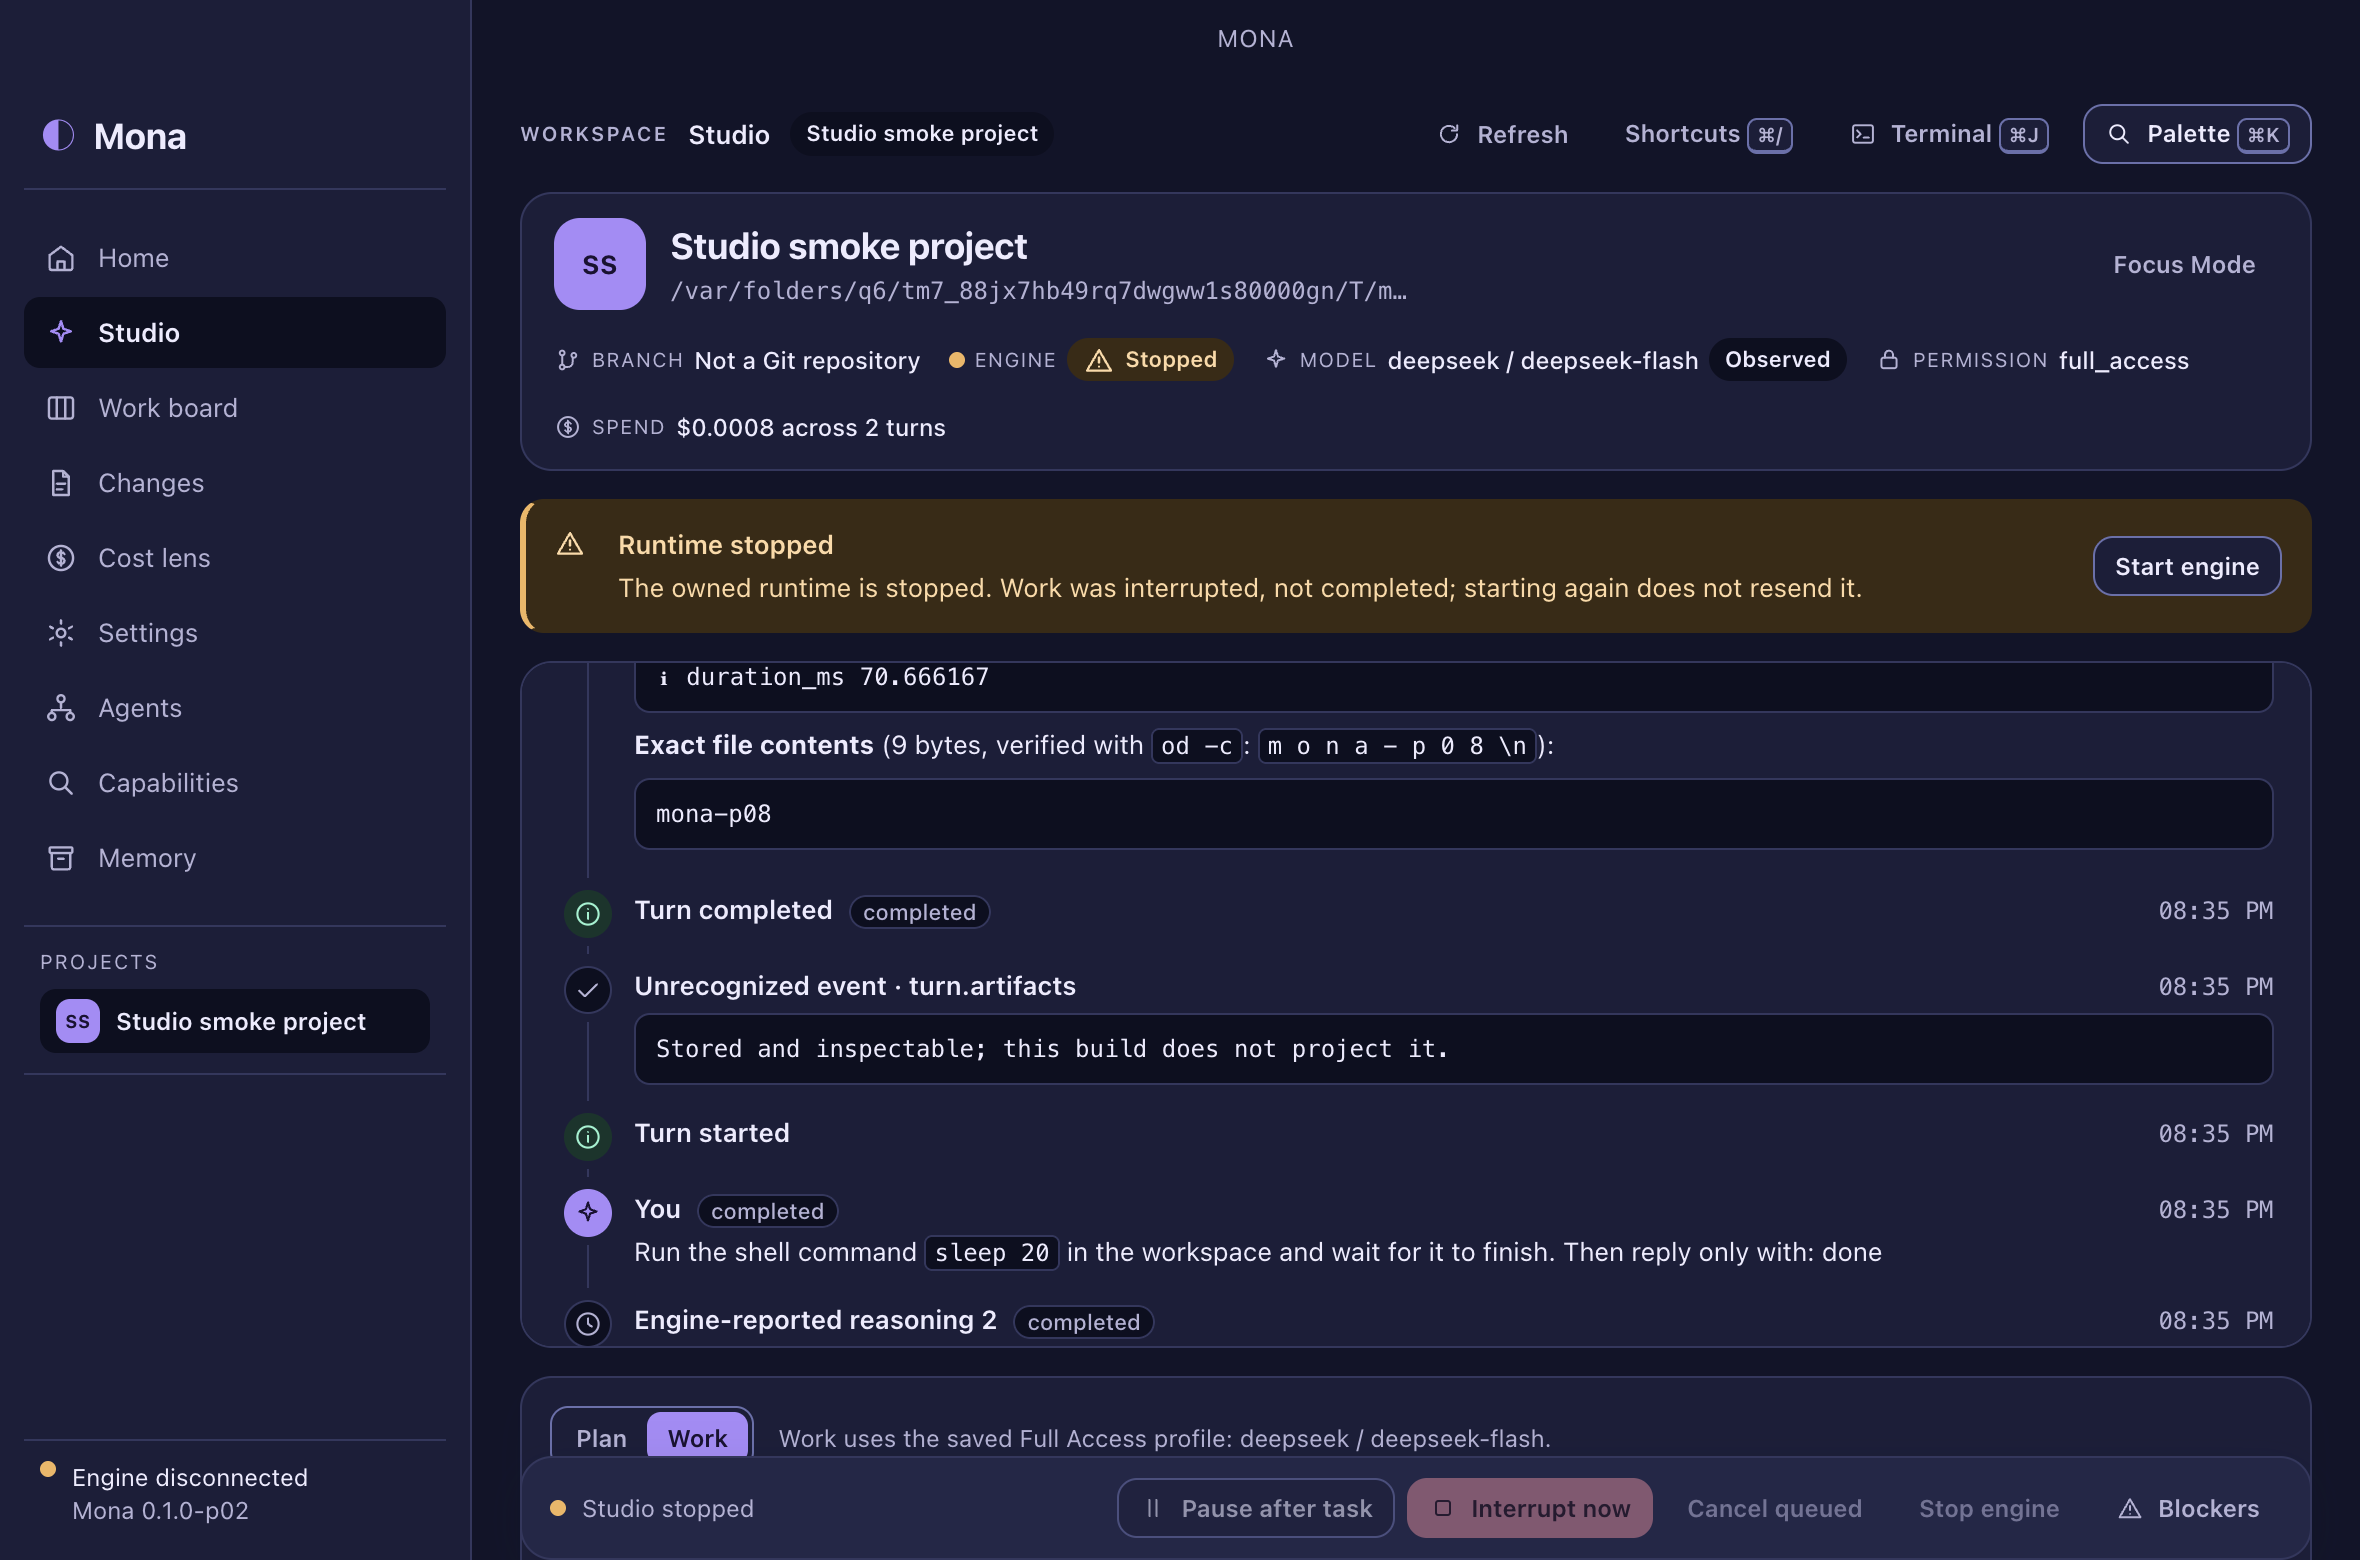 MONA
Mona
Home
Studio
Work board
Changes
Cost lens
Settings
Agents
Capabilities
Memory
PROJECTS
SS Studio smoke project
Engine disconnected
Mona 0.1.0-p02
WORKSPACE Studio Studio smoke project Refresh Shortcuts ⌘/ Terminal ⌘J Palette ⌘K
SS
Studio smoke project
/var/folders/q6/tm7_88jx7hb49rq7dwgww1s80000gn/T/m…
Focus Mode
BRANCH Not a Git repository ENGINE Stopped MODEL deepseek / deepseek-flash Observed PERMISSION full_access
SPEND $0.0008 across 2 turns
Runtime stopped
The owned runtime is stopped. Work was interrupted, not completed; starting again does not resend it.
Start engine
ℹ duration_ms 70.666167
Exact file contents (9 bytes, verified with od -c: m o n a - p 0 8 \n):
mona-p08
Turn completed completed 08:35 PM
Unrecognized event · turn.artifacts 08:35 PM
Stored and inspectable; this build does not project it.
Turn started 08:35 PM
You completed 08:35 PM
Run the shell command sleep 20 in the workspace and wait for it to finish. Then reply only with: done
Engine-reported reasoning 2 completed 08:35 PM
Plan Work Work uses the saved Full Access profile: deepseek / deepseek-flash.
Studio stopped Pause after task Interrupt now Cancel queued Stop engine Blockers